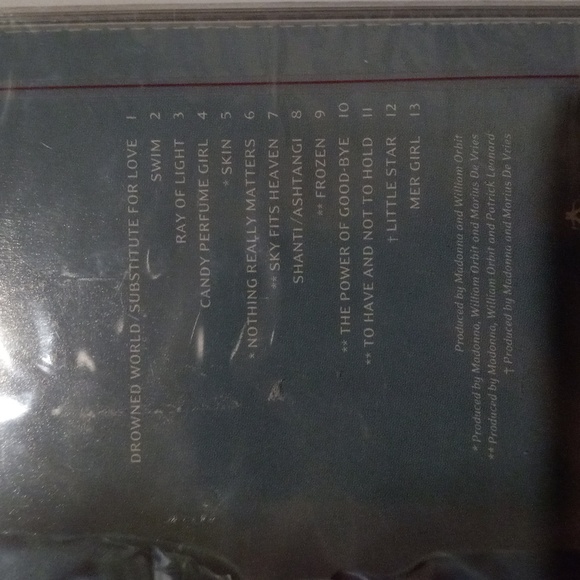 DROWNED WORLD/SUBSTITUTE FOR LOVE 1
SWIM 2
RAY OF LIGHT 3
CANDY PERFUME GIRL 4
* SKIN 5
* NOTHING REALLY MATTERS 6
** SKY FITS HEAVEN 7
SHANTI/ASHTANGI 8
** FROZEN 9
** THE POWER OF GOOD-BYE 10
** TO HAVE AND NOT TO HOLD 11
† LITTLE STAR 12
MER GIRL 13
Produced by Madonna and William Orbit
* Produced by Madonna, William Orbit and Marius De Vries
** Produced by Madonna, William Orbit and Patrick Leonard
† Produced by Madonna and Marius De Vries